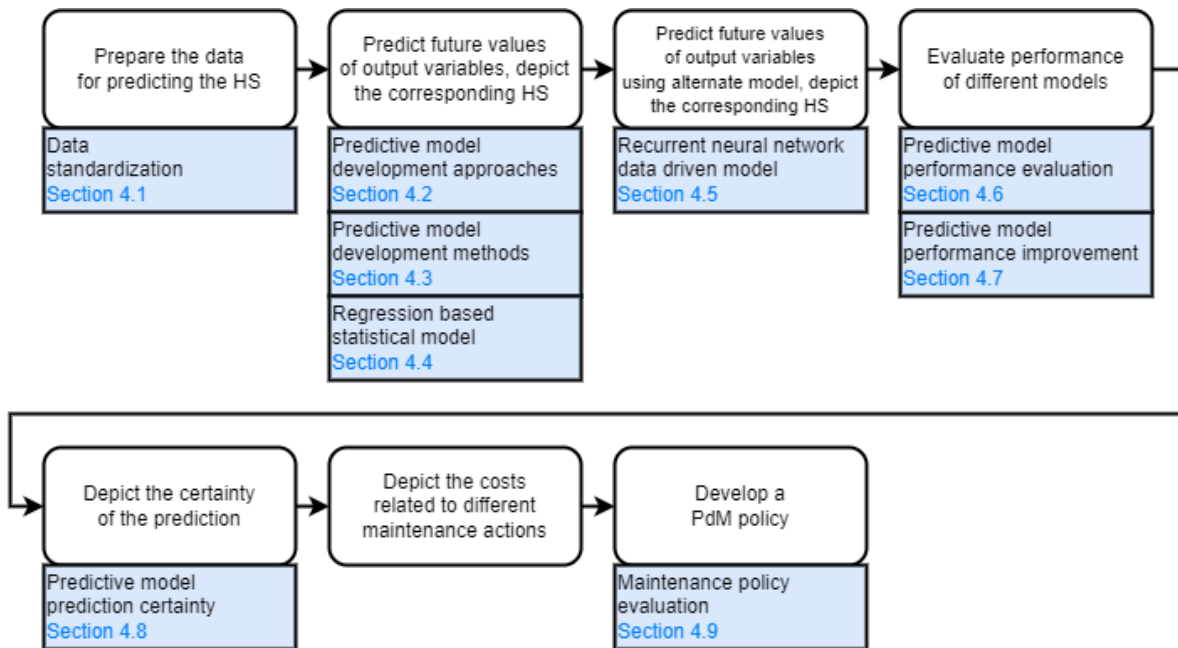 Prepare the data
for predicting the HS
Data
standardization
Section 4.1
Predict future values
of output variables, depict
the corresponding HS
Predictive model
development approaches
Section 4.2
Predictive model
development methods
Section 4.3
Regression based
statistical model
Section 4.4
Predict future values
of output variables
using alternate model, depict
the corresponding HS
Recurrent neural network
data driven model
Section 4.5
Evaluate performance
of different models
Predictive model
performance evaluation
Section 4.6
Predictive model
performance improvement
Section 4.7
Depict the certainty
of the prediction
Predictive model
prediction certainty
Section 4.8
Depict the costs
related to different
maintenance actions
Develop a
PdM policy
Maintenance policy
evaluation
Section 4.9